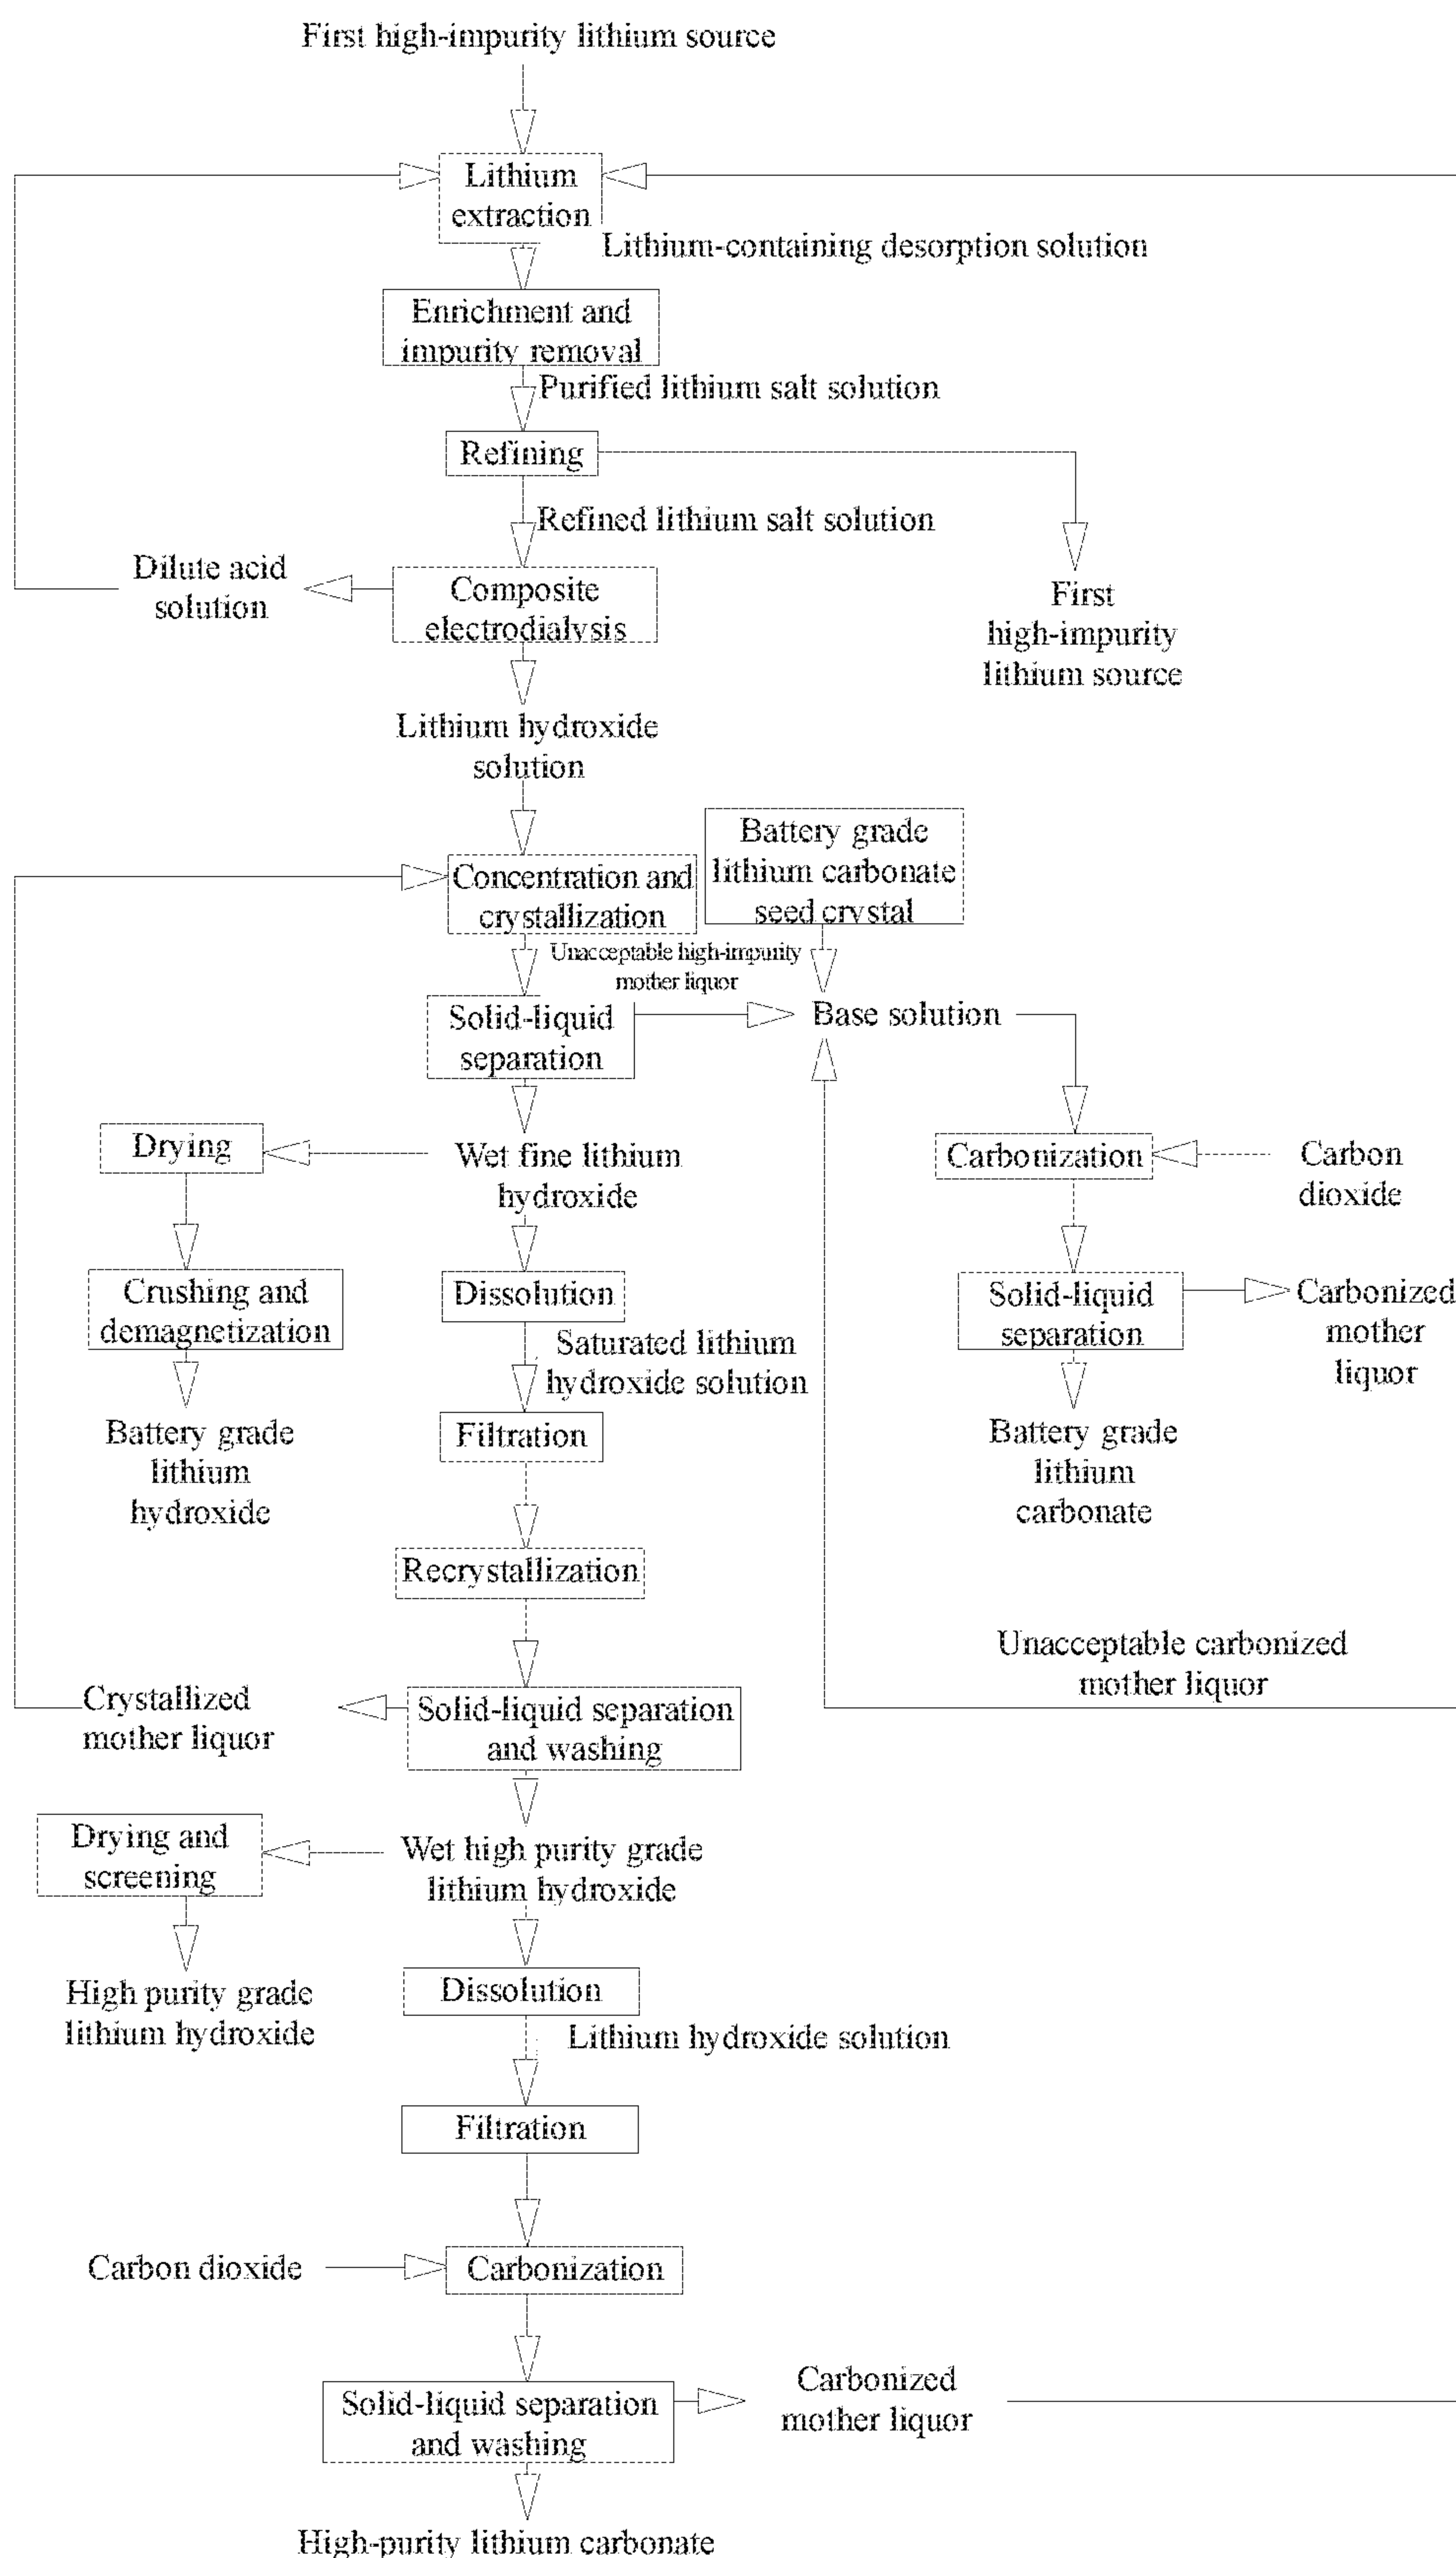 First high-impurity lithium source
Lithium
extraction
Lithium-containing desorption solution
Enrichment and
impurity removal
Purified lithium salt solution
Refining
Refined lithium salt solution
Dilute acid
solution
Composite
electrodialysis
First
high-impurity
lithium source
Lithium hydroxide
solution
Battery grade
lithium carbonate
seed crystal
Concentration and
crystallization
Unacceptable high-impurity
mother liquor
Solid-liquid
separation
Base solution
Drying
Wet fine lithium
hydroxide
Carbonization
Carbon
dioxide
Crushing and
demagnetization
Dissolution
Solid-liquid
separation
Carbonized
mother
liquor
Saturated lithium
hydroxide solution
Battery grade
lithium
hydroxide
Filtration
Battery grade
lithium
carbonate
Recrystallization
Unacceptable carbonized
mother liquor
Crystallized
mother liquor
Solid-liquid separation
and washing
Drying and
screening
Wet high purity grade
lithium hydroxide
High purity grade
lithium hydroxide
Dissolution
Lithium hydroxide solution
Filtration
Carbon dioxide
Carbonization
Solid-liquid separation
and washing
Carbonized
mother liquor
High-purity lithium carbonate